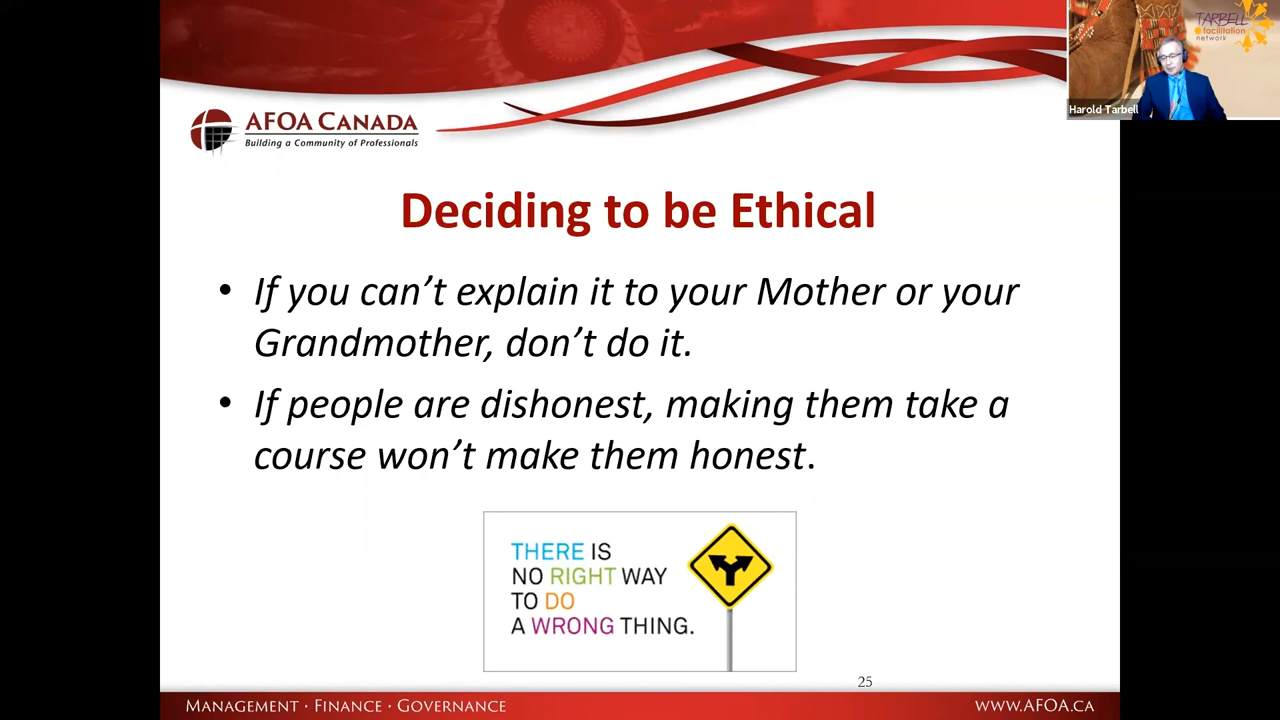 TARBELL
facilitation
network
Harold Tarbell
AFOA CANADA
Building a Community of Professionals
Deciding to be Ethical
• If you can’t explain it to your Mother or your
Grandmother, don’t do it.
• If people are dishonest, making them take a
course won’t make them honest.
THERE IS
NO RIGHT WAY
TO DO
A WRONG THING.
25
MANAGEMENT · FINANCE · GOVERNANCE
WWW.AFOA.CA